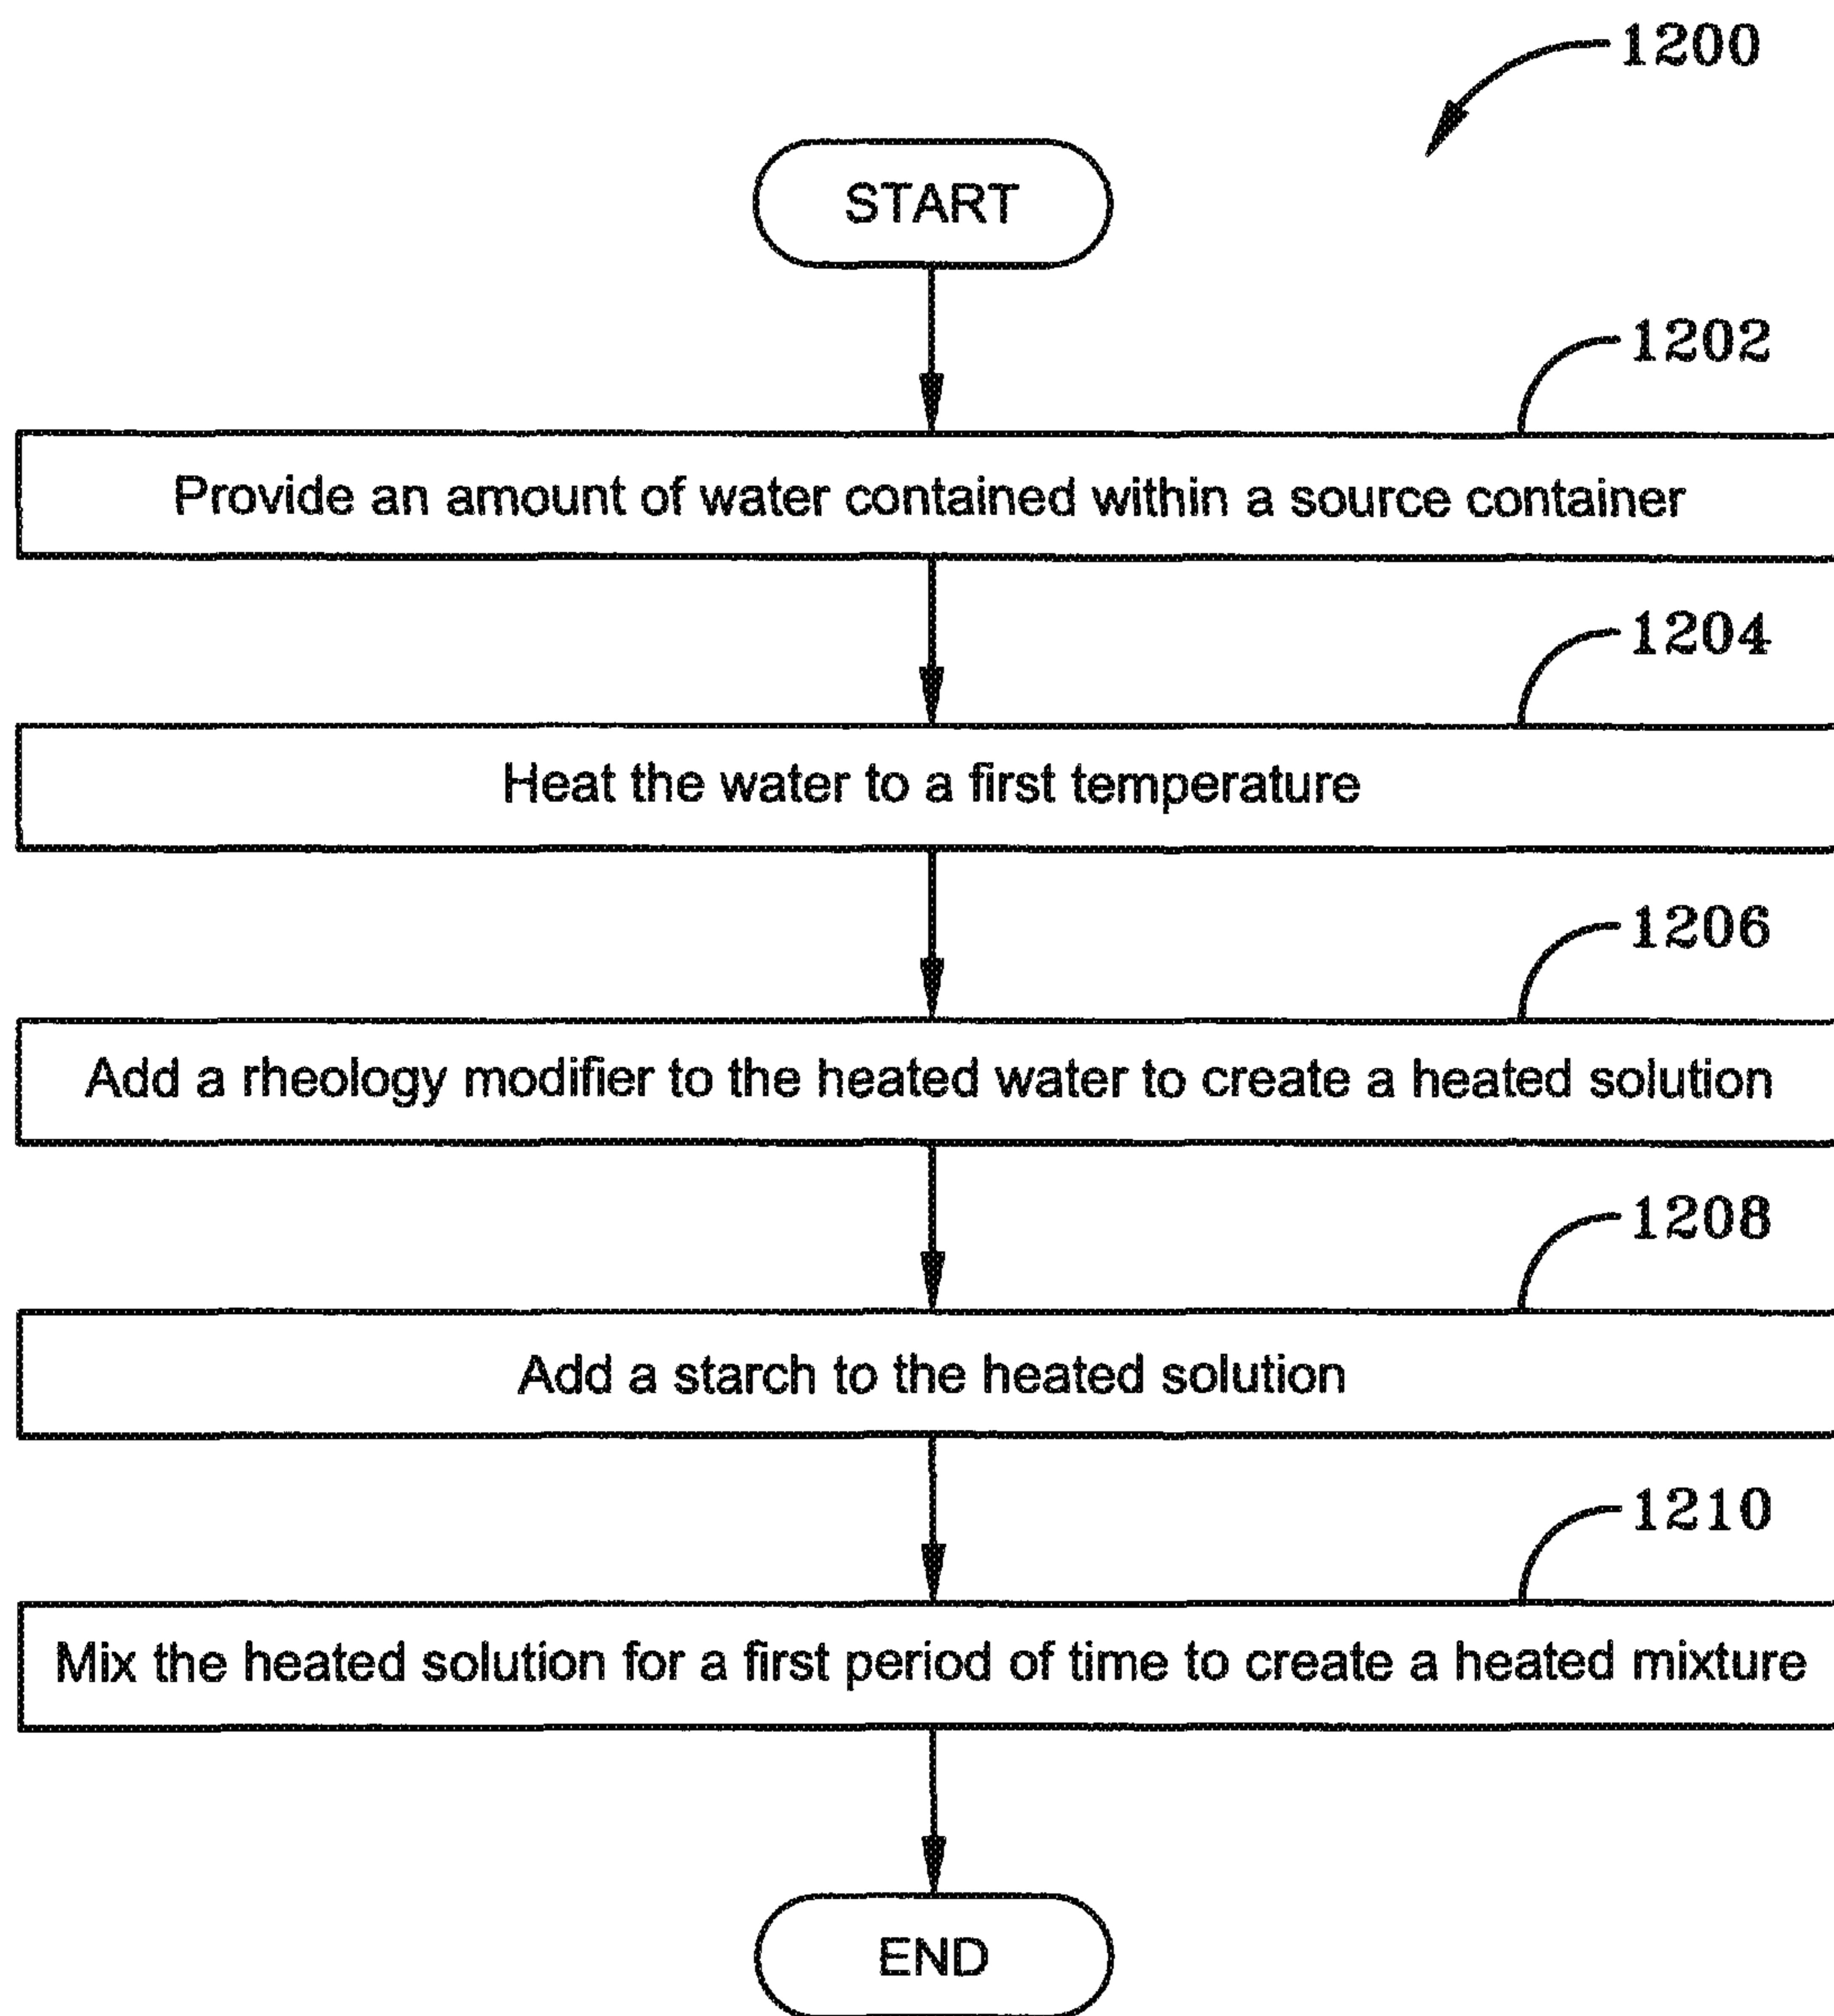 1200
START
1202
Provide an amount of water contained within a source container
1204
Heat the water to a first temperature
1206
Add a rheology modifier to the heated water to create a heated solution
1208
Add a starch to the heated solution
1210
Mix the heated solution for a first period of time to create a heated mixture
END